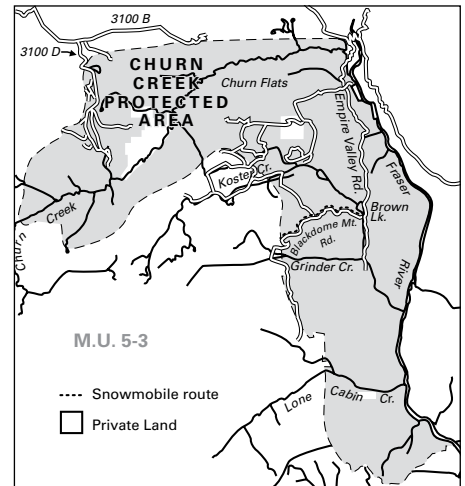 3100 B
3100 D
CHURN
CREEK
PROTECTED
AREA
Churn Flats
Empire Valley Rd.
Fraser
River
Koster Cr.
Brown
Lk.
Blackdome Mt.
Rd.
Grinder Cr.
Churn
Creek
M.U. 5-3
Snowmobile route
Private Land
Lone Cabin Cr.